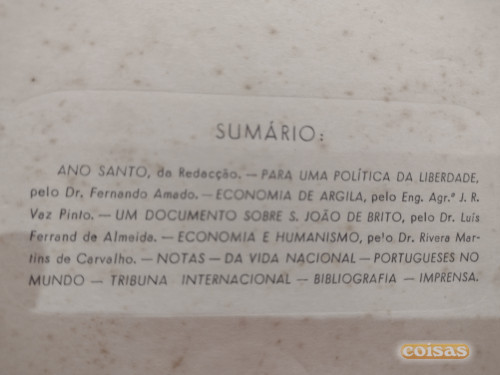 SUMÁRIO:
ANO SANTO, da Redacção. — PARA UMA POLÍTICA DA LIBERDADE,
pelo Dr. Fernando Amado. — ECONOMIA DE ARGILA, pelo Eng. Agr.º J. R.
Vaz Pinto. — UM DOCUMENTO SOBRE S. JOÃO DE BRITO, pelo Dr. Luís
Ferrand de Almeida. — ECONOMIA E HUMANISMO, pelo Dr. Rivera Mar-
tins de Carvalho. — NOTAS — DA VIDA NACIONAL — PORTUGUESES NO
MUNDO — TRIBUNA INTERNACIONAL — BIBLIOGRAFIA — IMPRENSA.
coisas